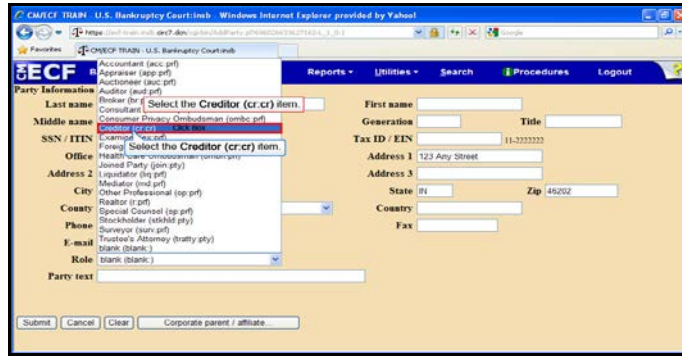 CM/ECF TRAIN - U.S. Bankruptcy Court:insb - Windows Internet Explorer provided by Yahoo!
Google
Favorites CM/ECF TRAIN - U.S. Bankruptcy Court:insb
ECF Reports Utilities Search Procedures Logout
Party Information
Accountant (acc:prf)
Appraiser (app:prf)
Auctioneer (auc:prf)
Auditor (aud:prf)
Broker
Consultant
Select the Creditor (cr:cr) item.
Consumer Privacy Ombudsman (ombc:prf)
Creditor (cr:cr) Click Box
Select the Creditor (cr:cr) item.
Health Care Ombudsman
Joined Party (join:pty)
Liquidator (liq:prf)
Mediator (md:prf)
Other Professional (op:prf)
Realtor (r:prf)
Special Counsel (sp:prf)
Stockholder (stkhld:pty)
Surveyor (surv:prf)
Trustee's Attorney (tratty:pty)
blank (blank:)
Last name First name
Middle name Generation Title
SSN / ITIN Tax ID / EIN 11-2222222
Office Address 1 123 Any Street
Address 2 Address 3
City State IN Zip 46202
County Country
Phone Fax
E-mail
Role blank (blank:)
Party text
Submit Cancel Clear Corporate parent / affiliate...